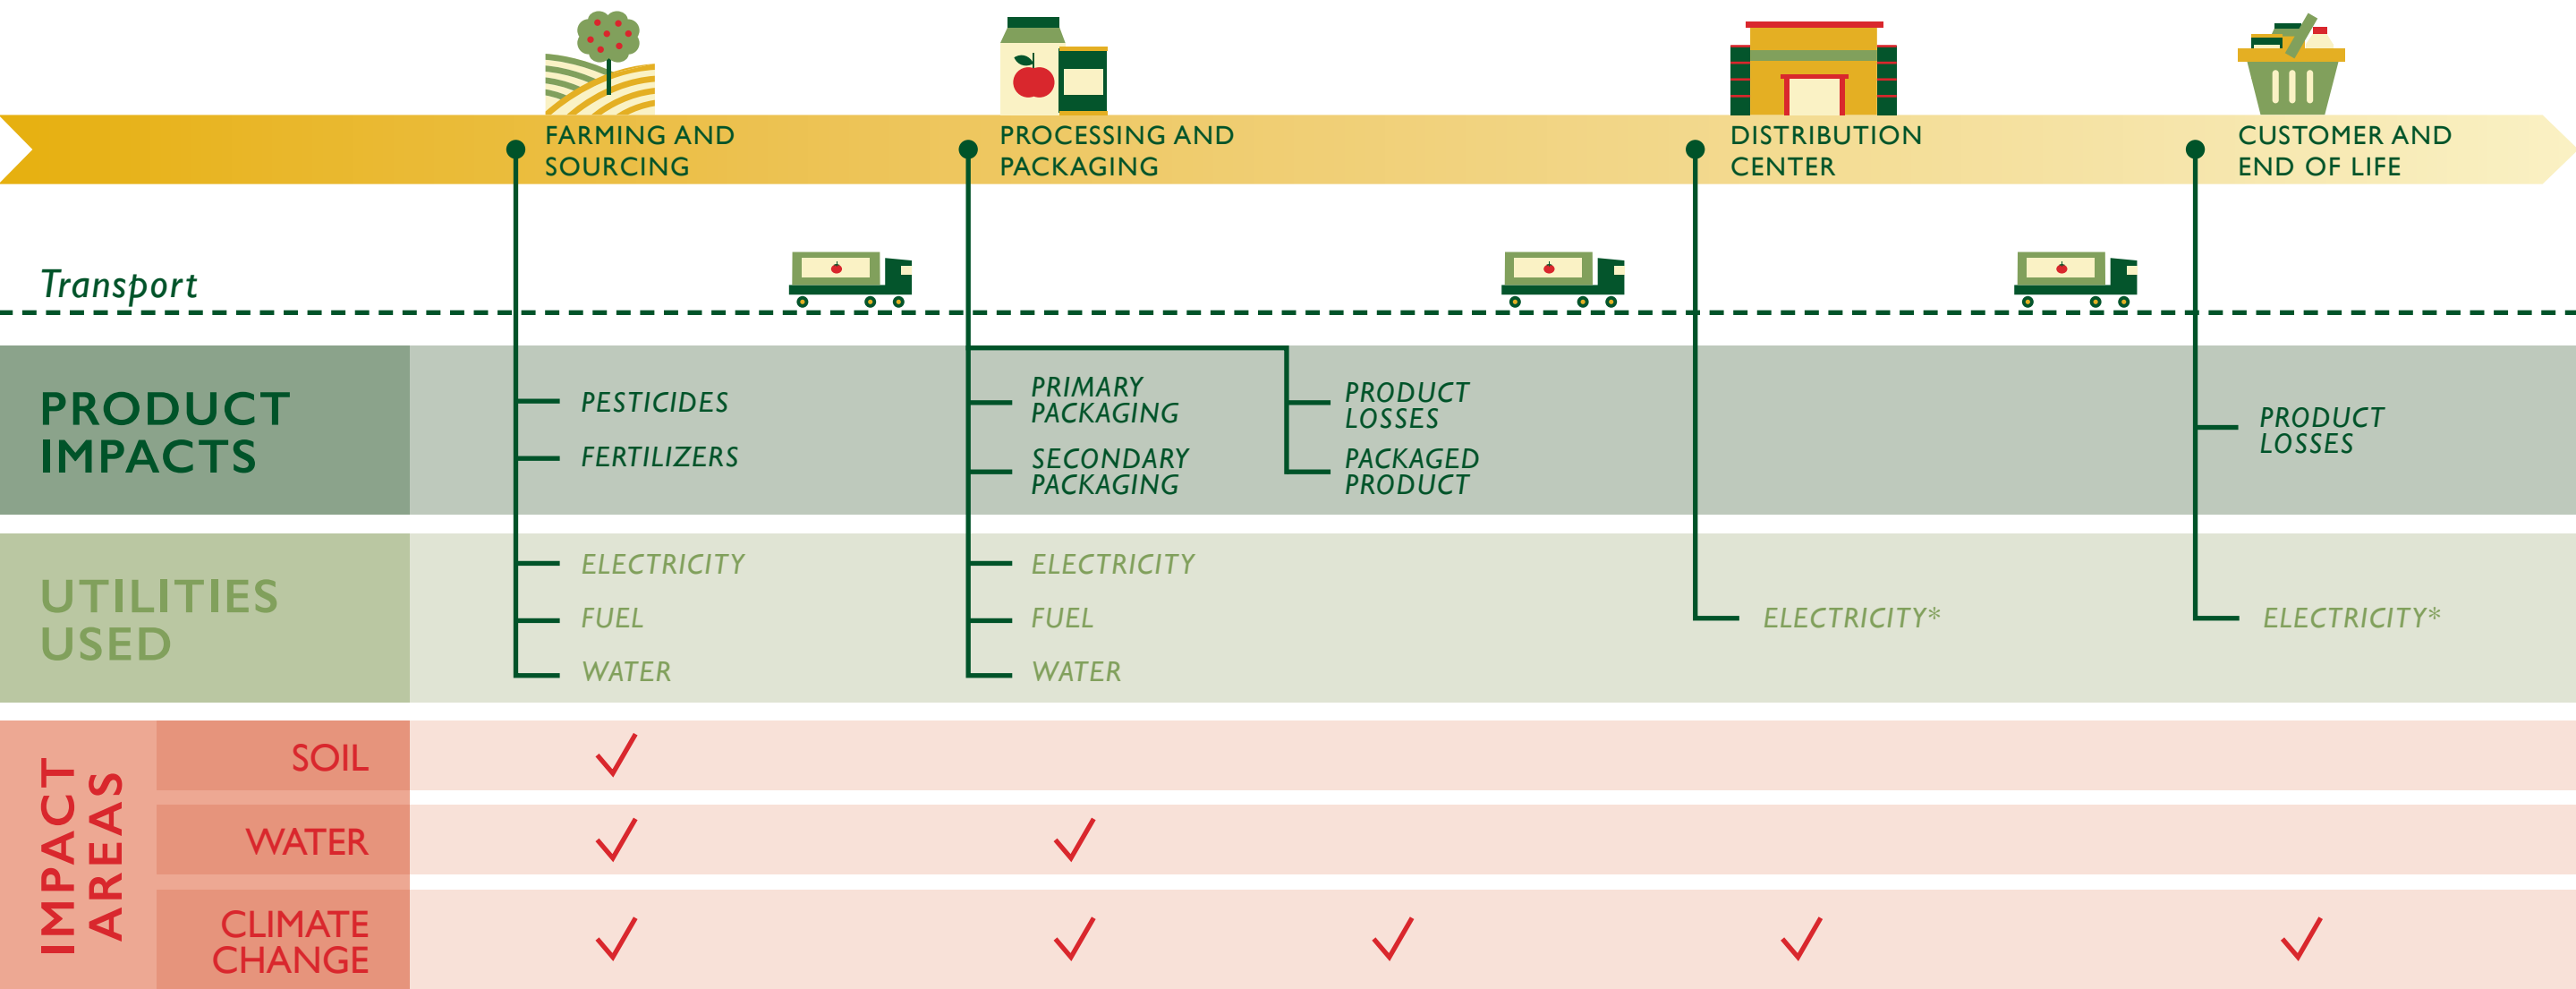 FARMING AND
SOURCING
PROCESSING AND
PACKAGING
DISTRIBUTION
CENTER
CUSTOMER AND
END OF LIFE
Transport
PRODUCT
IMPACTS
PESTICIDES
FERTILIZERS
PRIMARY
PACKAGING
SECONDARY
PACKAGING
PRODUCT
LOSSES
PACKAGED
PRODUCT
PRODUCT
LOSSES
UTILITIES
USED
ELECTRICITY
FUEL
WATER
ELECTRICITY
FUEL
WATER
ELECTRICITY*
ELECTRICITY*
IMPACT
AREAS
SOIL
WATER
CLIMATE
CHANGE